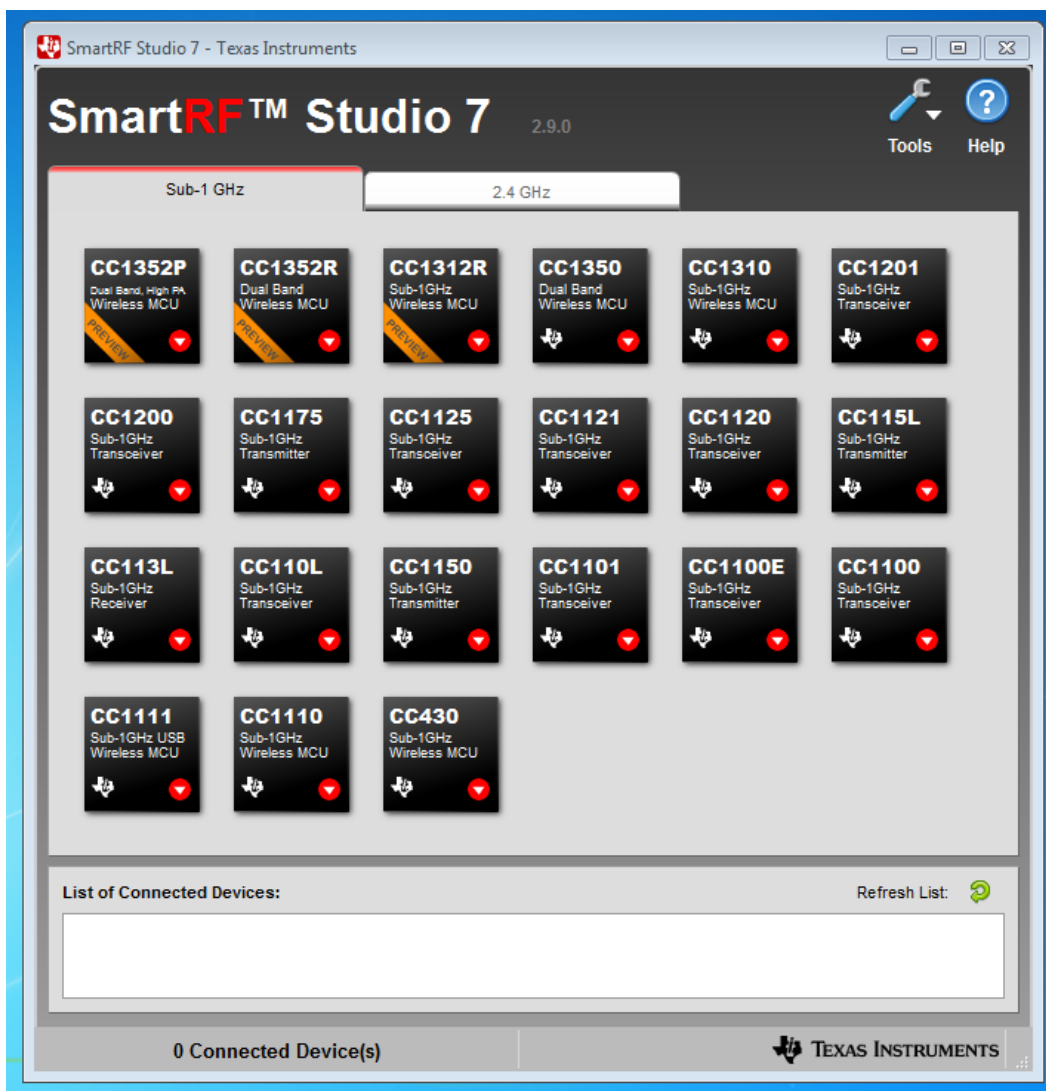 SmartRF Studio 7 - Texas Instruments
SmartRF™ Studio 7 2.9.0
Tools Help
Sub-1 GHz 2.4 GHz
CC1352P
Dual Band, High PA
Wireless MCU
PREVIEW
CC1352R
Dual Band
Wireless MCU
PREVIEW
CC1312R
Sub-1GHz
Wireless MCU
PREVIEW
CC1350
Dual Band
Wireless MCU
CC1310
Sub-1GHz
Wireless MCU
CC1201
Sub-1GHz
Transceiver
CC1200
Sub-1GHz
Transceiver
CC1175
Sub-1GHz
Transmitter
CC1125
Sub-1GHz
Transceiver
CC1121
Sub-1GHz
Transceiver
CC1120
Sub-1GHz
Transceiver
CC115L
Sub-1GHz
Transmitter
CC113L
Sub-1GHz
Receiver
CC110L
Sub-1GHz
Transceiver
CC1150
Sub-1GHz
Transmitter
CC1101
Sub-1GHz
Transceiver
CC1100E
Sub-1GHz
Transceiver
CC1100
Sub-1GHz
Transceiver
CC1111
Sub-1GHz USB
Wireless MCU
CC1110
Sub-1GHz
Wireless MCU
CC430
Sub-1GHz
Wireless MCU
List of Connected Devices: Refresh List:
0 Connected Device(s) TEXAS INSTRUMENTS